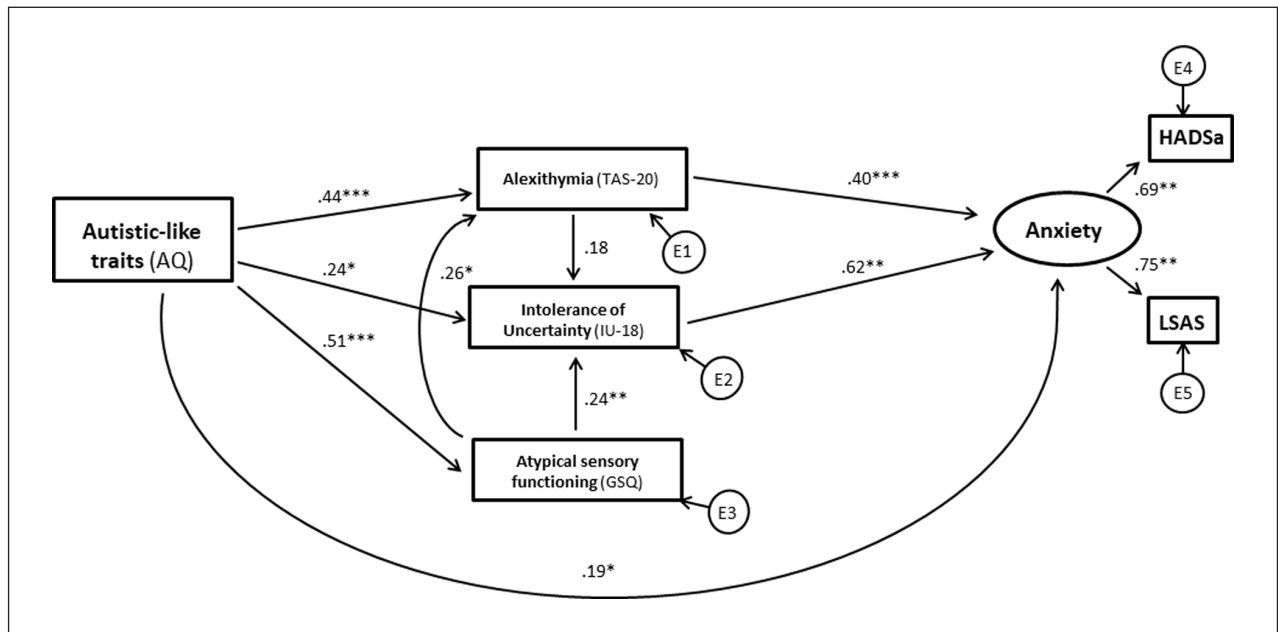 E4
HADSa
.69**
Alexithymia (TAS-20)
.40***
.44***
Autistic-like
traits (AQ)
Anxiety
E1
.18
.24*
.26*
.62**
.75**
Intolerance of
Uncertainty (IU-18)
LSAS
.51***
E2
E5
.24**
Atypical sensory
functioning (GSQ)
E3
.19*